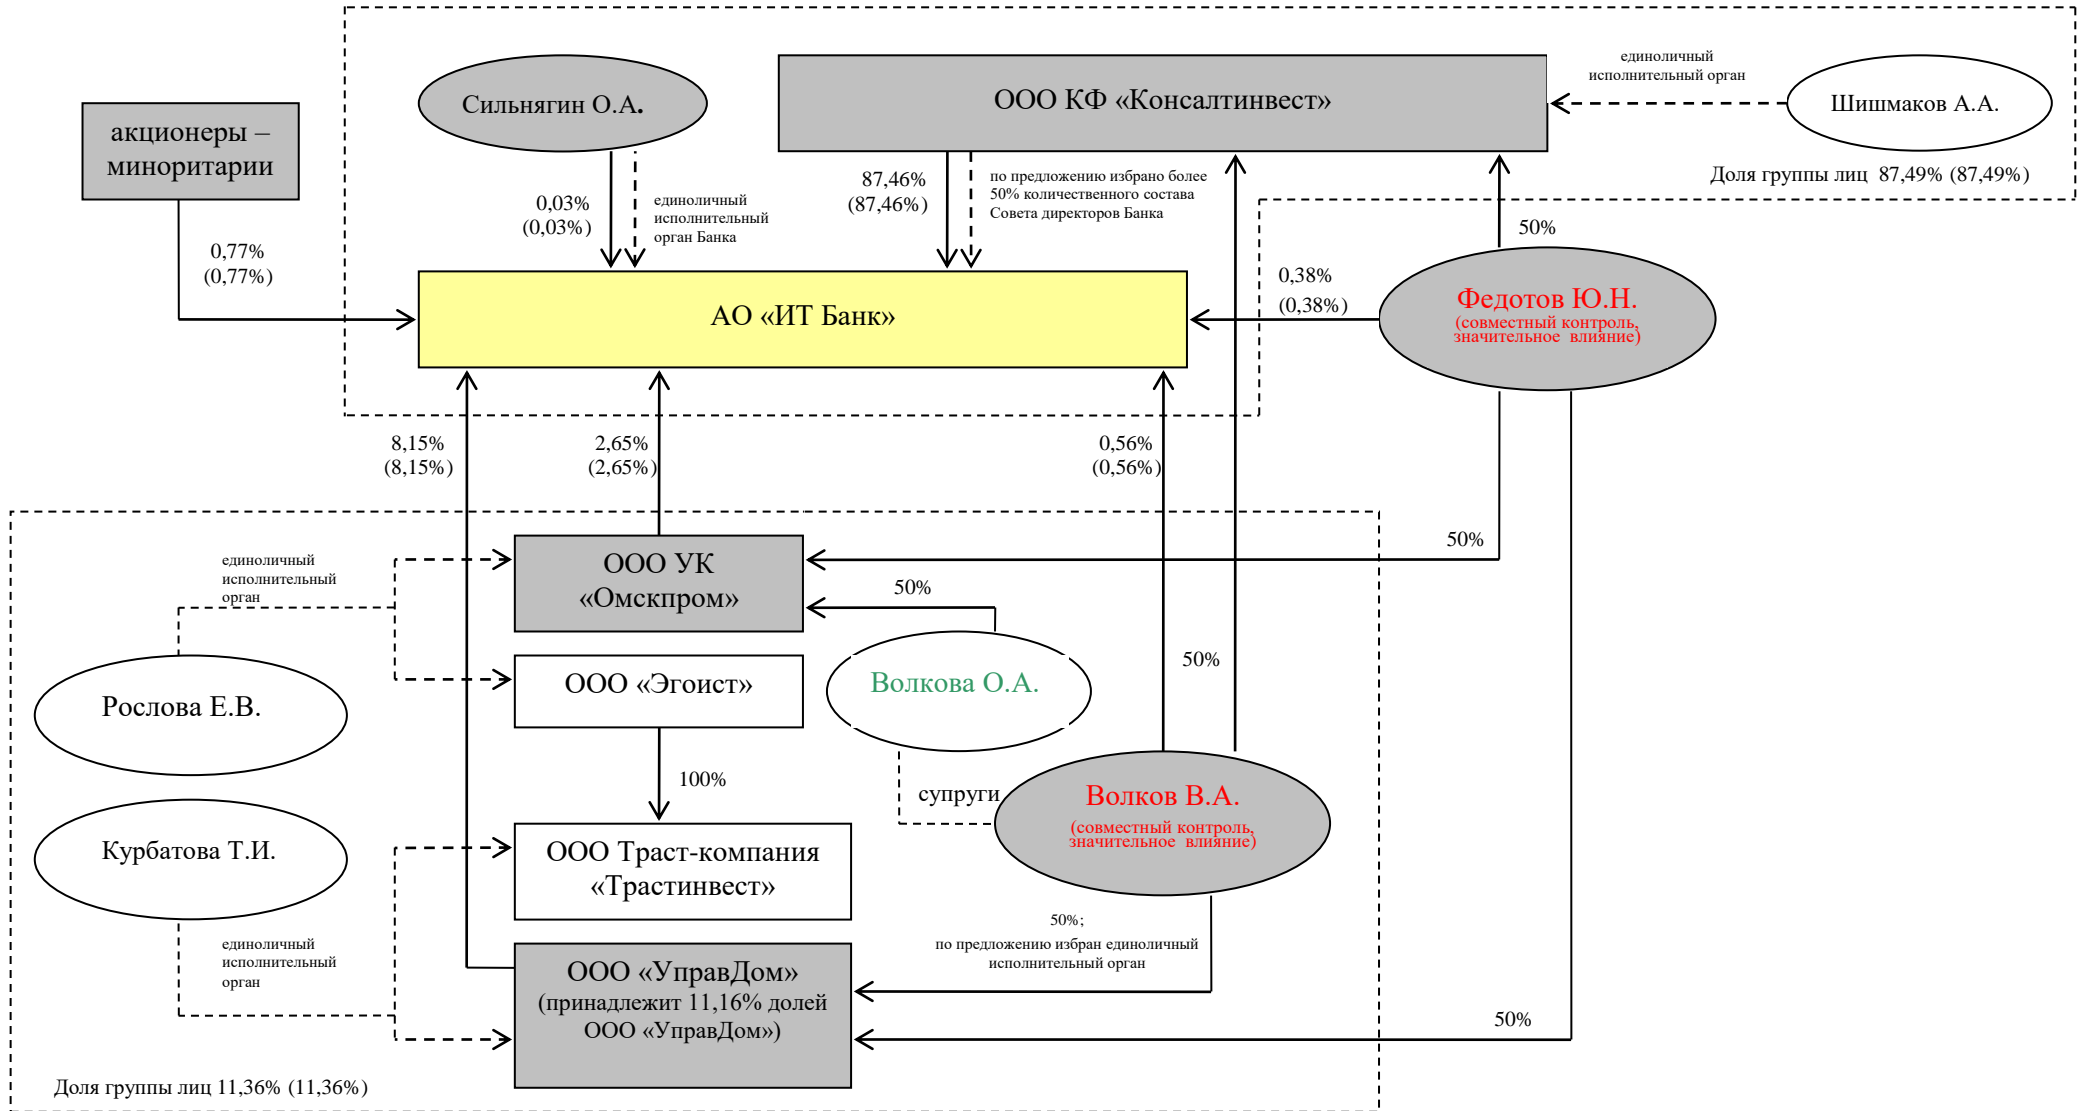 единоличный
исполнительный орган
Сильнягин О.А.
ООО КФ «Консалтинвест»
Шишмаков А.А.
акционеры –
миноритарии
Доля группы лиц  87,49% (87,49%)
0,03%
(0,03%)
единоличный
исполнительный
орган Банка
87,46%
(87,46%)
по предложению избрано более
50% количественного состава
Совета директоров Банка
50%
0,77%
(0,77%)
АО «ИТ Банк»
0,38%
(0,38%)
Федотов Ю.Н.
(совместный контроль,
значительное  влияние)
8,15%
(8,15%)
2,65%
(2,65%)
0,56%
(0,56%)
единоличный
исполнительный
орган
ООО УК
«Омскпром»
50%
50%
Рослова Е.В.
ООО «Эгоист»
Волкова О.А.
50%
100%
супруги
Волков В.А.
(совместный контроль,
значительное  влияние)
Курбатова Т.И.
ООО Траст-компания
«Трастинвест»
единоличный
исполнительный
орган
50%;
по предложению избран единоличный
исполнительный орган
ООО «УправДом»
(принадлежит 11,16% долей
ООО «УправДом»)
50%
Доля группы лиц 11,36% (11,36%)